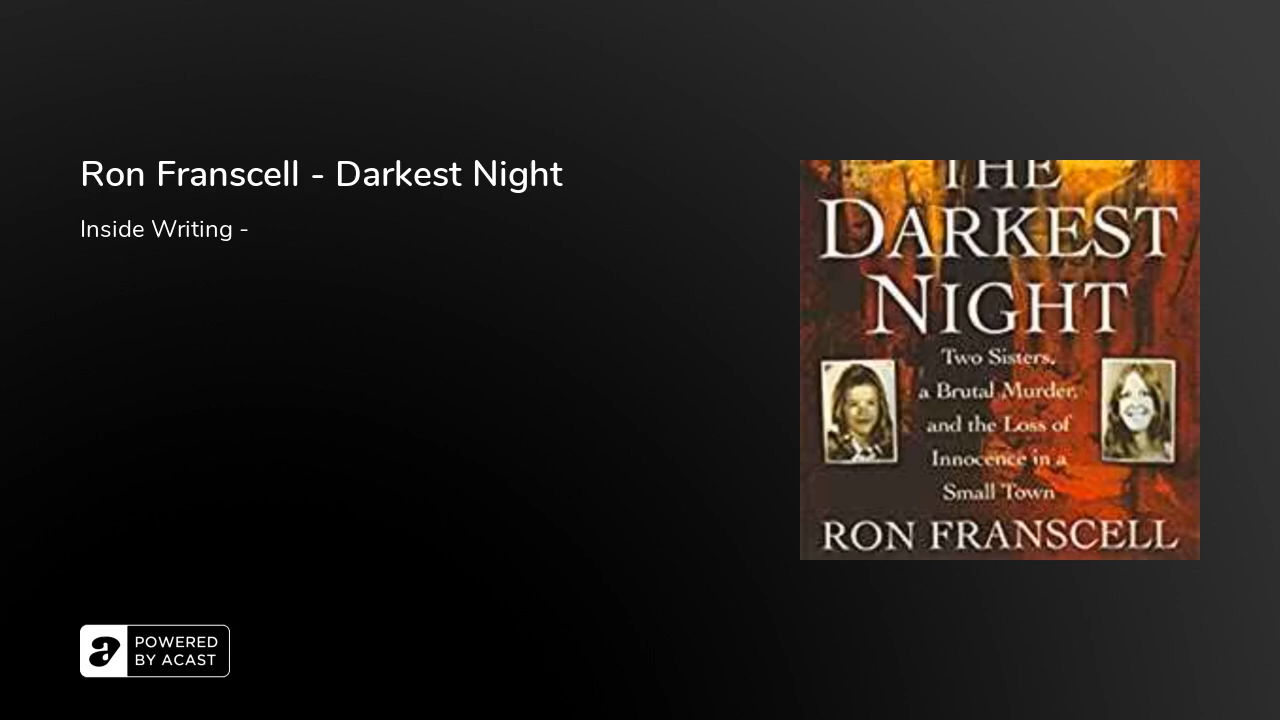 Ron Franscell - Darkest Night
Inside Writing -
THE
DARKEST
NIGHT
Two Sisters,
a Brutal Murder,
and the Loss of
Innocence in a
Small Town
RON FRANSCELL
a
POWERED
BY ACAST